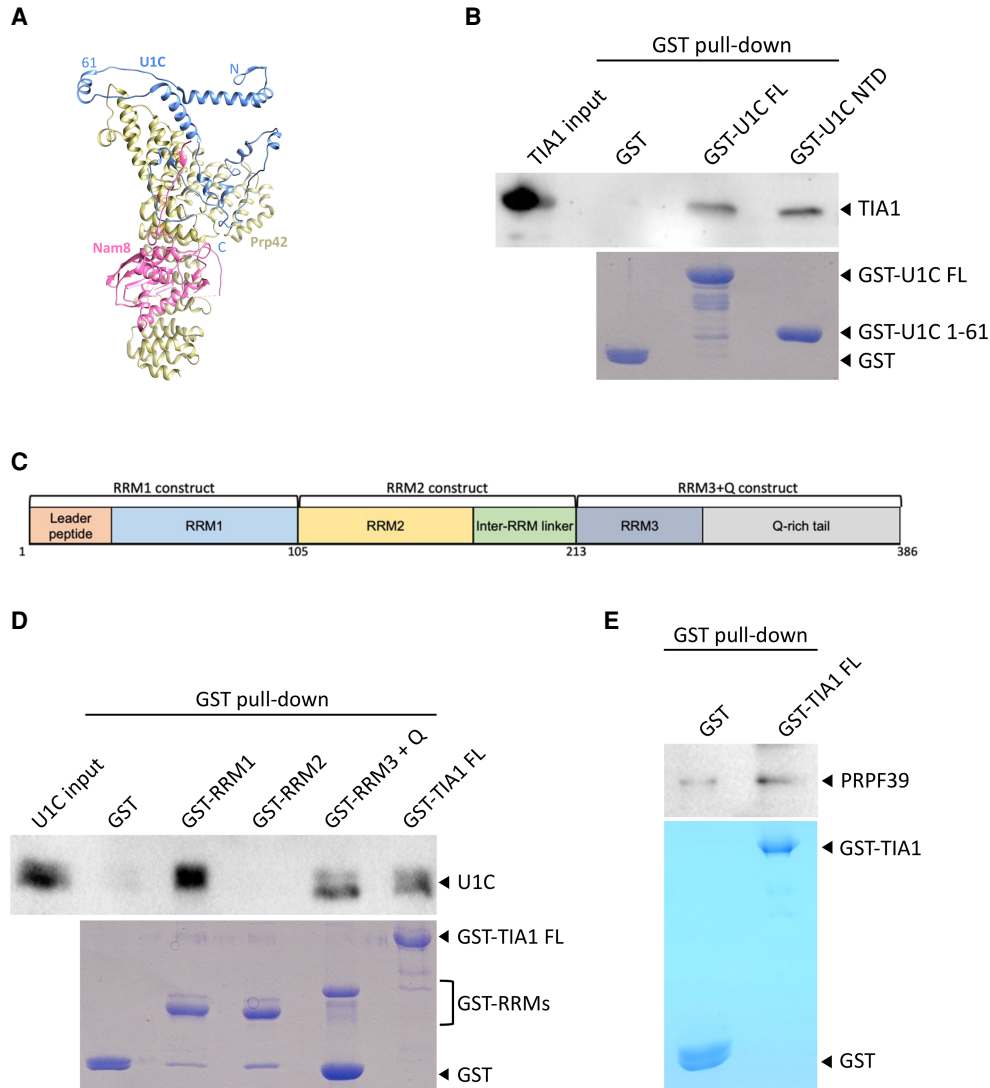 A
61
U1C
N
Nam8
C
Prp42
B
GST pull-down
TIA1 input
GST
GST-U1C FL
GST-U1C NTD
TIA1
GST-U1C FL
GST-U1C 1-61
GST
C
RRM1 construct
RRM2 construct
RRM3+Q construct
Leader
peptide
RRM1
RRM2
Inter-RRM linker
RRM3
Q-rich tail
1
105
213
386
D
GST pull-down
U1C input
GST
GST-RRM1
GST-RRM2
GST-RRM3 + Q
GST-TIA1 FL
U1C
GST-TIA1 FL
GST-RRMs
GST
E
GST pull-down
GST
GST-TIA1 FL
PRPF39
GST-TIA1
GST